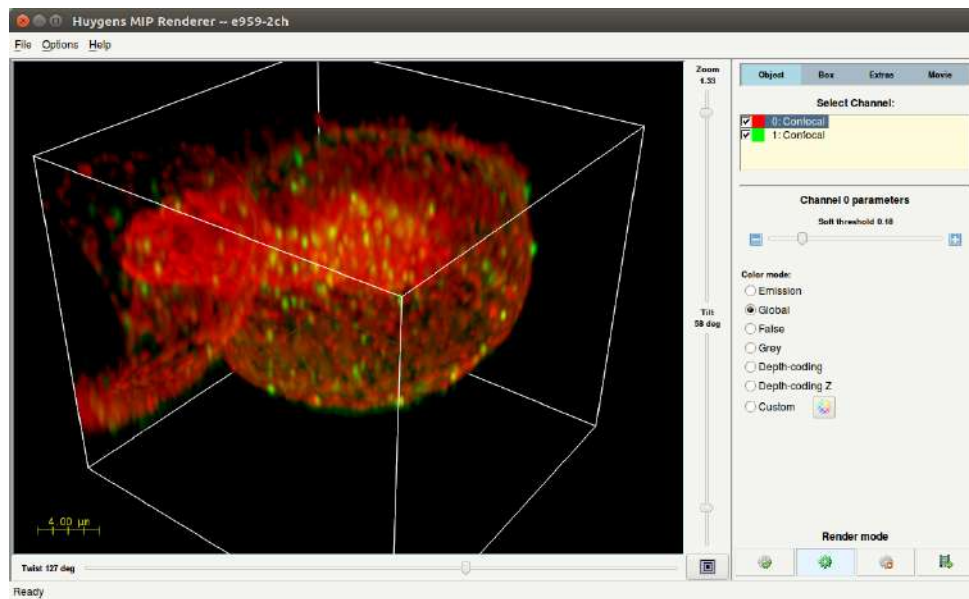 Huygens MIP Renderer -- e959-2ch
File Options Help
Zoom
1.33
Object Box Extras Movie
Select Channel:
0: Confocal
1: Confocal
Channel 0 parameters
Soft threshold 0.18
Color mode:
Emission
Global
Tilt
58 deg
False
Grey
Depth-coding
Depth-coding Z
Custom
4.00 μm
Render mode
Twist 127 deg
Ready